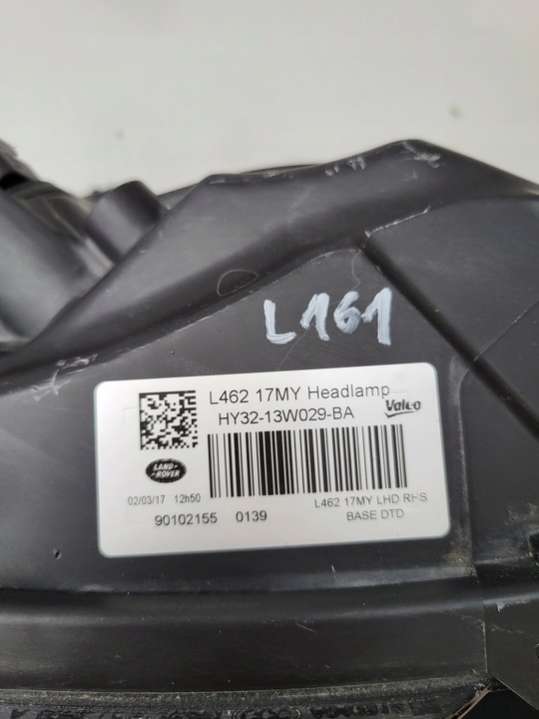 L161
L462 17MY Headlamp
HY32-13W029-BA
Valeo
LAND-
-ROVER
02/03/17 12h50
L462 17MY LHD RHS
90102155 0139
BASE DTD